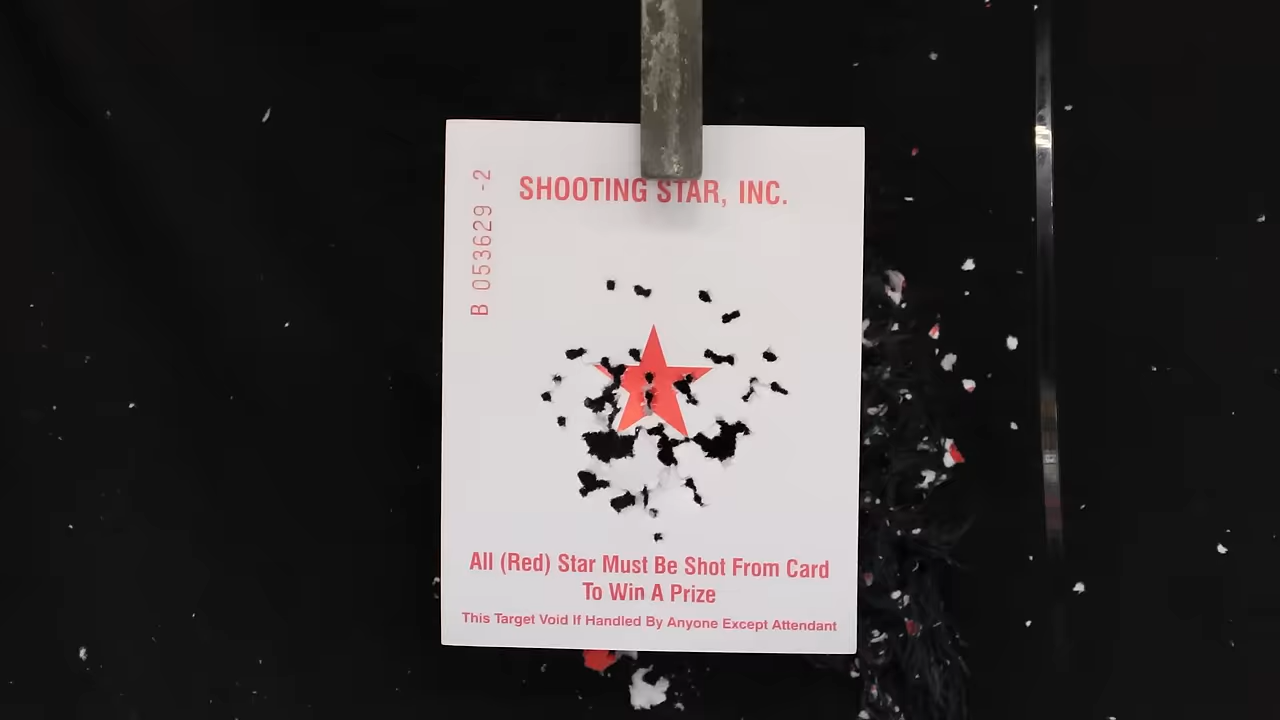 SHOOTING STAR, INC.
B 053629 -2
All (Red) Star Must Be Shot From Card
To Win A Prize
This Target Void If Handled By Anyone Except Attendant